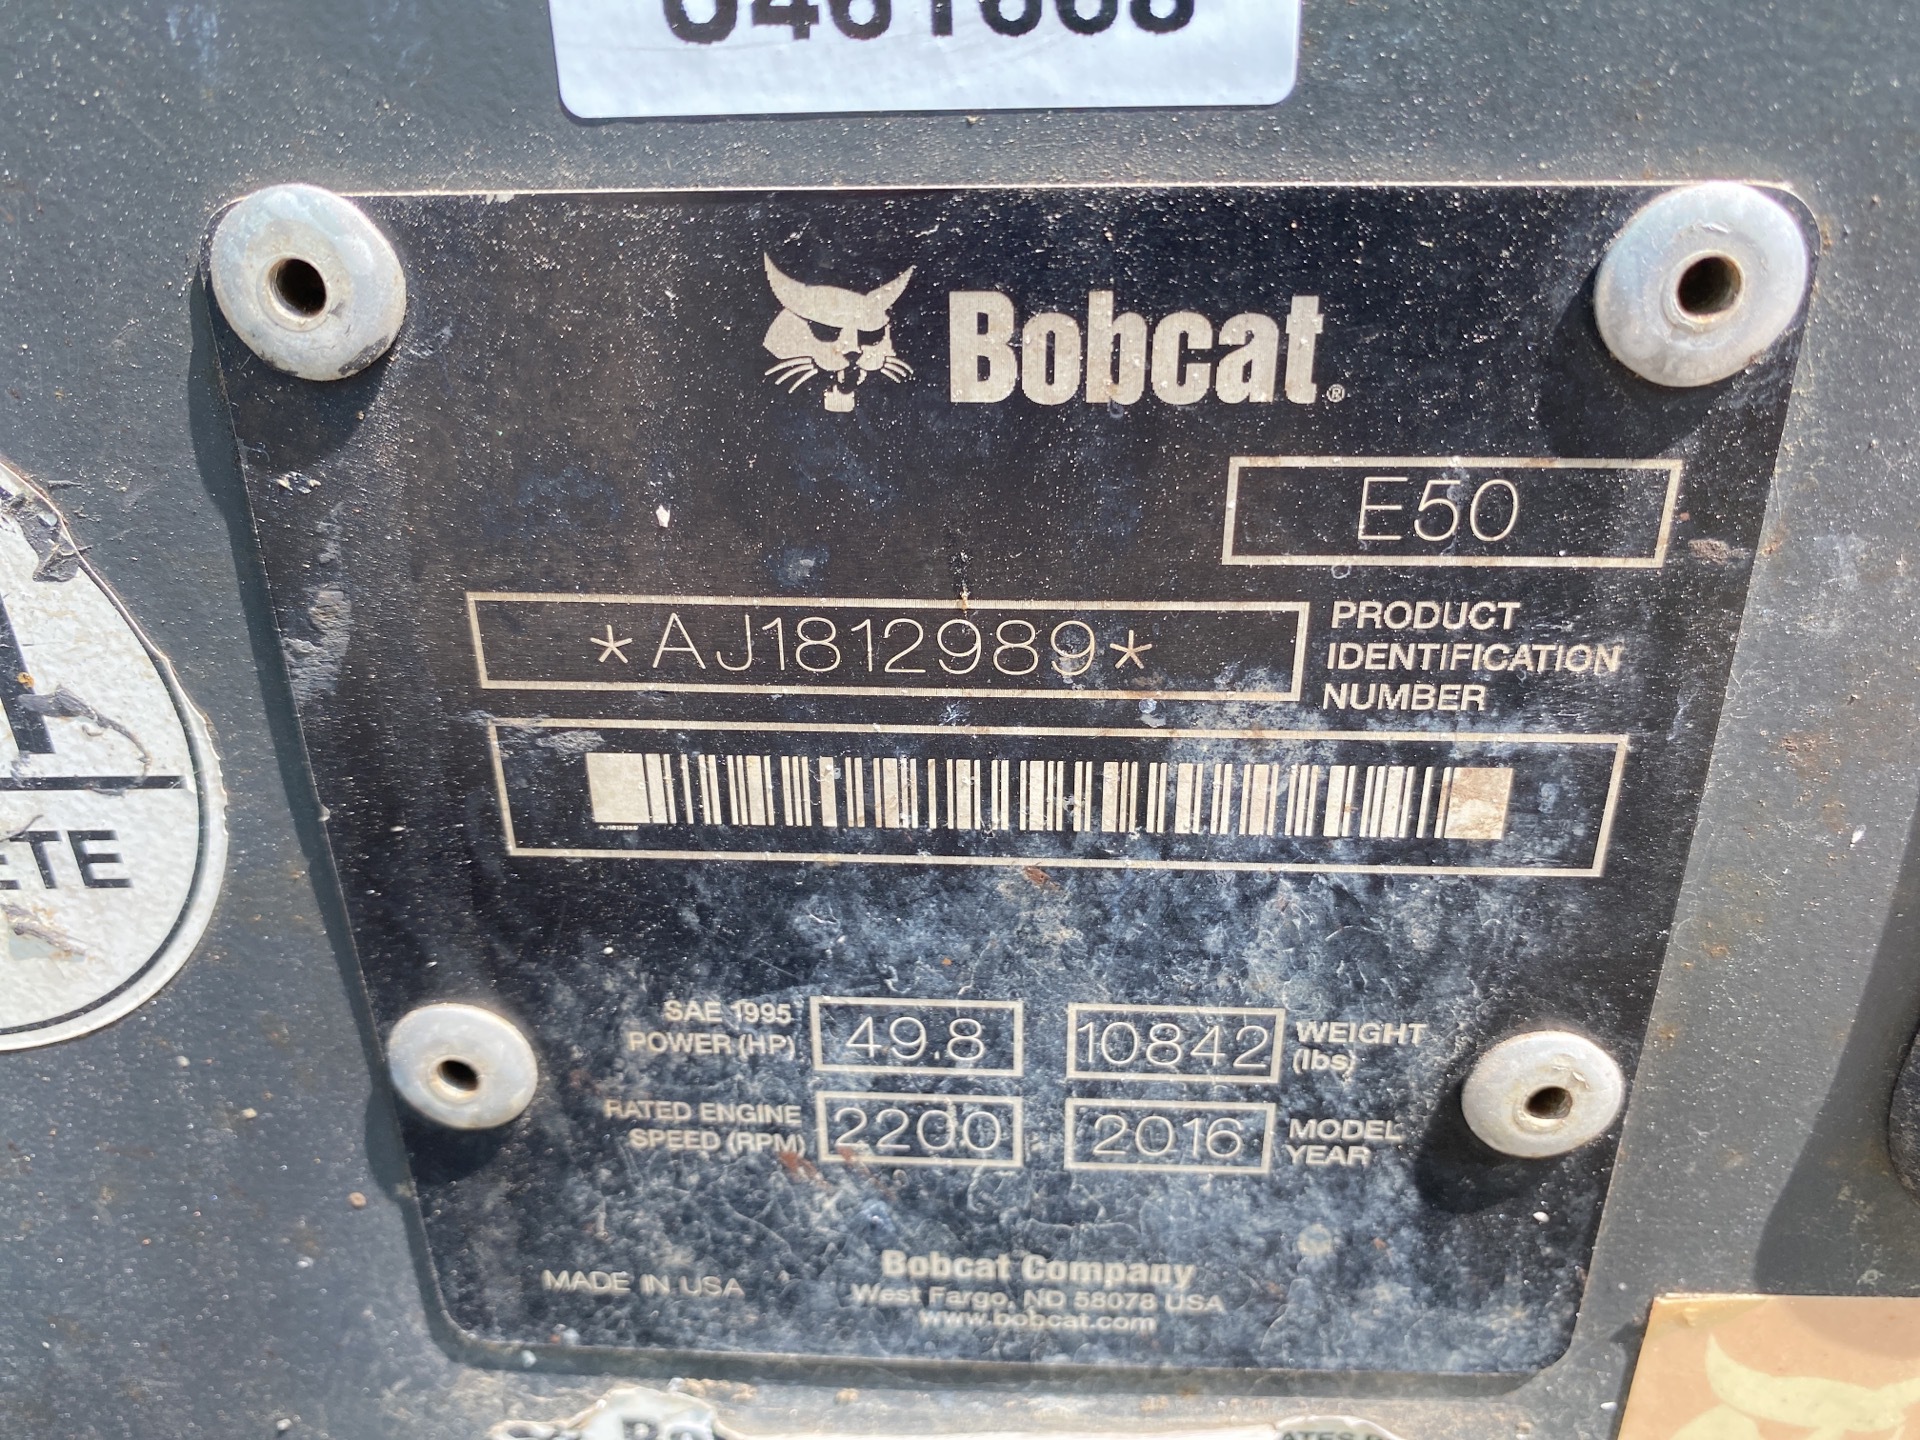 Bobcat®
E50
*AJ1812989*
PRODUCT
IDENTIFICATION
NUMBER
ETE
SAE 1995
POWER (HP)
49.8
10842
WEIGHT
(lbs)
RATED ENGINE
SPEED (RPM)
2200
2016
MODEL
YEAR
MADE IN USA
Bobcat Company
West Fargo, ND 58078 USA
www.bobcat.com